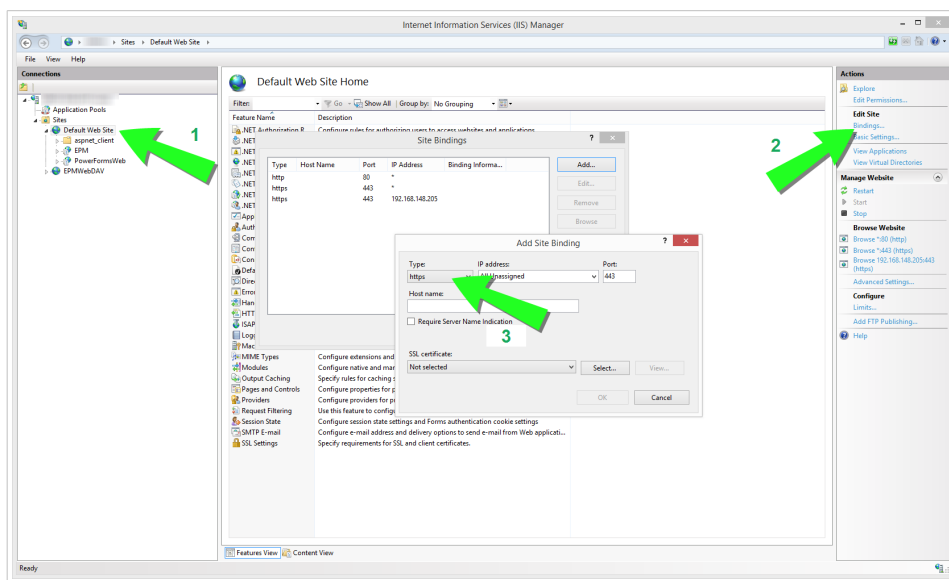 Internet Information Services (IIS) Manager
Sites
Default Web Site
File View Help
Connections
Application Pools
Sites
Default Web Site
aspnet_client
EPM
PowerFormsWeb
EPMWebDAV
1
Default Web Site Home
Filter: Go Show All Group by: No Grouping
Feature Name Description
.NET Authorization R... Configure rules for authorizing users to access websites and applications
.NET
.NET
.NET
.NET
.NET
MIME Types Configure extensions and
Modules Configure native and
Output Caching Specify rules for caching
Pages and Controls Configure properties for
Providers Configure providers for
Request Filtering Use this feature to
Session State Configure session state settings and Forms authentication cookie settings
SMTP E-mail Configure e-mail address and delivery options to send e-mail from Web applicati...
SSL Settings Specify requirements for SSL and client certificates.
Features View Content View
Site Bindings
Type Host Name Port IP Address Binding Informa...
http 80 *
https 443 *
https 443 192.168.148.205
Add...
Edit...
Remove
Browse
Add Site Binding
Type: IP address: Port:
https All Unassigned 443
Host name:
Require Server Name Indication
3
SSL certificate:
Not selected Select... View...
OK Cancel
Actions
Explore
Edit Permissions...
Edit Site
Bindings...
Basic Settings...
2
View Applications
View Virtual Directories
Manage Website
Restart
Start
Stop
Browse Website
Browse *:80 (http)
Browse *:443 (https)
Browse 192.168.148.205:443
(https)
Advanced Settings...
Configure
Limits...
Add FTP Publishing...
Help
Ready